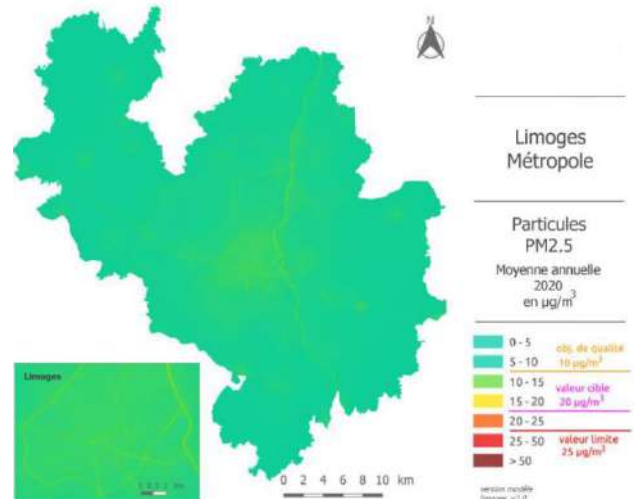 N
Limoges
Métropole
Particules
PM2.5
Moyenne annuelle
2020
en µg/m³
0 - 5
5 - 10
10 - 15
15 - 20
20 - 25
25 - 50
> 50
obj. de qualité
10 µg/m³
valeur cible
20 µg/m³
valeur limite
25 µg/m³
version modèle
Limoges
0 2 4 6 8 10 km